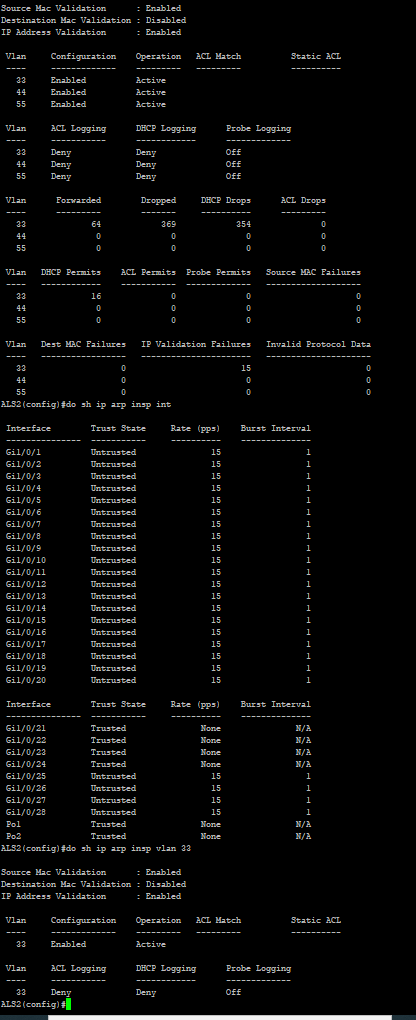 Source Mac Validation      : Enabled
Destination Mac Validation : Disabled
IP Address Validation      : Enabled
 Vlan     Configuration    Operation   ACL Match          Static ACL
 ----     -------------    ---------   ---------          ----------
   33     Enabled          Active
   44     Enabled          Active
   55     Enabled          Active
 Vlan     ACL Logging      DHCP Logging      Probe Logging
 ----     -----------      ------------      -------------
   33     Deny             Deny              Off
   44     Deny             Deny              Off
   55     Deny             Deny              Off
 Vlan      Forwarded        Dropped     DHCP Drops      ACL Drops
 ----      ---------        -------     ----------      ---------
   33             64            369            354              0
   44              0              0              0              0
   55              0              0              0              0
 Vlan   DHCP Permits    ACL Permits  Probe Permits   Source MAC Failures
 ----   ------------    -----------  -------------   -------------------
   33             16              0              0                     0
   44              0              0              0                     0
   55              0              0              0                     0
 Vlan   Dest MAC Failures   IP Validation Failures   Invalid Protocol Data
 ----   -----------------   ----------------------   ---------------------
   33                   0                       15                       0
   44                   0                        0                       0
   55                   0                        0                       0
ALS2(config)#do sh ip arp insp int
 Interface        Trust State     Rate (pps)    Burst Interval
 ---------------  -----------     ----------    --------------
 Gi1/0/1          Untrusted               15                 1
 Gi1/0/2          Untrusted               15                 1
 Gi1/0/3          Untrusted               15                 1
 Gi1/0/4          Untrusted               15                 1
 Gi1/0/5          Untrusted               15                 1
 Gi1/0/6          Untrusted               15                 1
 Gi1/0/7          Untrusted               15                 1
 Gi1/0/8          Untrusted               15                 1
 Gi1/0/9          Untrusted               15                 1
 Gi1/0/10         Untrusted               15                 1
 Gi1/0/11         Untrusted               15                 1
 Gi1/0/12         Untrusted               15                 1
 Gi1/0/13         Untrusted               15                 1
 Gi1/0/14         Untrusted               15                 1
 Gi1/0/15         Untrusted               15                 1
 Gi1/0/16         Untrusted               15                 1
 Gi1/0/17         Untrusted               15                 1
 Gi1/0/18         Untrusted               15                 1
 Gi1/0/19         Untrusted               15                 1
 Gi1/0/20         Untrusted               15                 1
 Interface        Trust State     Rate (pps)    Burst Interval
 ---------------  -----------     ----------    --------------
 Gi1/0/21         Trusted               None               N/A
 Gi1/0/22         Trusted               None               N/A
 Gi1/0/23         Trusted               None               N/A
 Gi1/0/24         Trusted               None               N/A
 Gi1/0/25         Untrusted               15                 1
 Gi1/0/26         Untrusted               15                 1
 Gi1/0/27         Untrusted               15                 1
 Gi1/0/28         Untrusted               15                 1
 Po1              Trusted               None               N/A
 Po2              Trusted               None               N/A
ALS2(config)#do sh ip arp insp vlan 33
Source Mac Validation      : Enabled
Destination Mac Validation : Disabled
IP Address Validation      : Enabled
 Vlan     Configuration    Operation   ACL Match          Static ACL
 ----     -------------    ---------   ---------          ----------
   33     Enabled          Active
 Vlan     ACL Logging      DHCP Logging      Probe Logging
 ----     -----------      ------------      -------------
   33     Deny             Deny              Off
ALS2(config)#